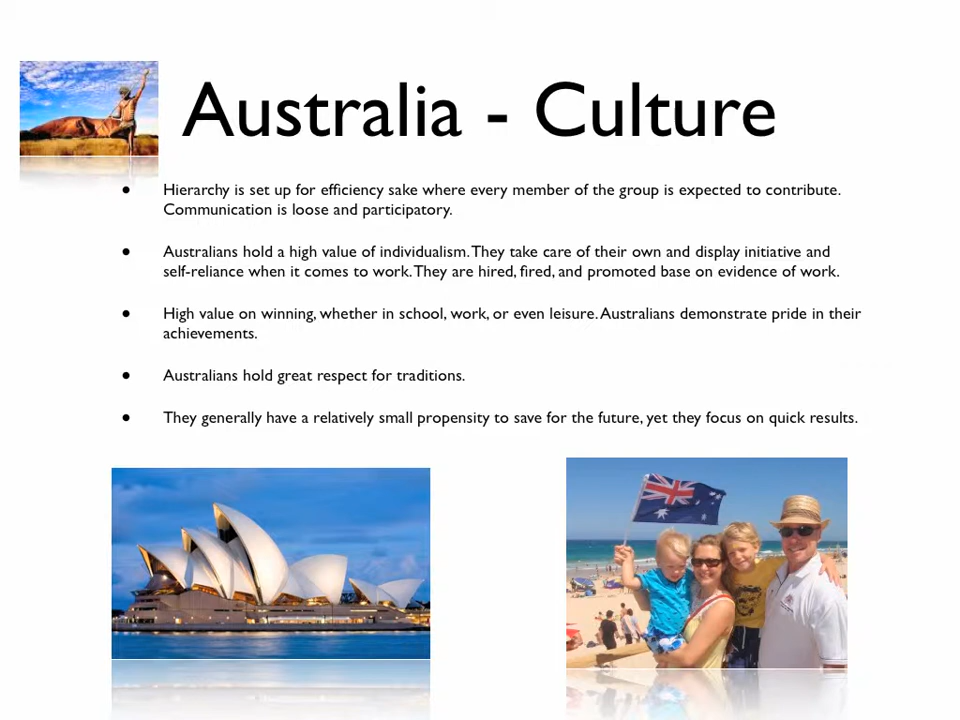 Australia - Culture
• Hierarchy is set up for efficiency sake where every member of the group is expected to contribute.
Communication is loose and participatory.
• Australians hold a high value of individualism. They take care of their own and display initiative and
self-reliance when it comes to work. They are hired, fired, and promoted base on evidence of work.
• High value on winning, whether in school, work, or even leisure. Australians demonstrate pride in their
achievements.
• Australians hold great respect for traditions.
• They generally have a relatively small propensity to save for the future, yet they focus on quick results.